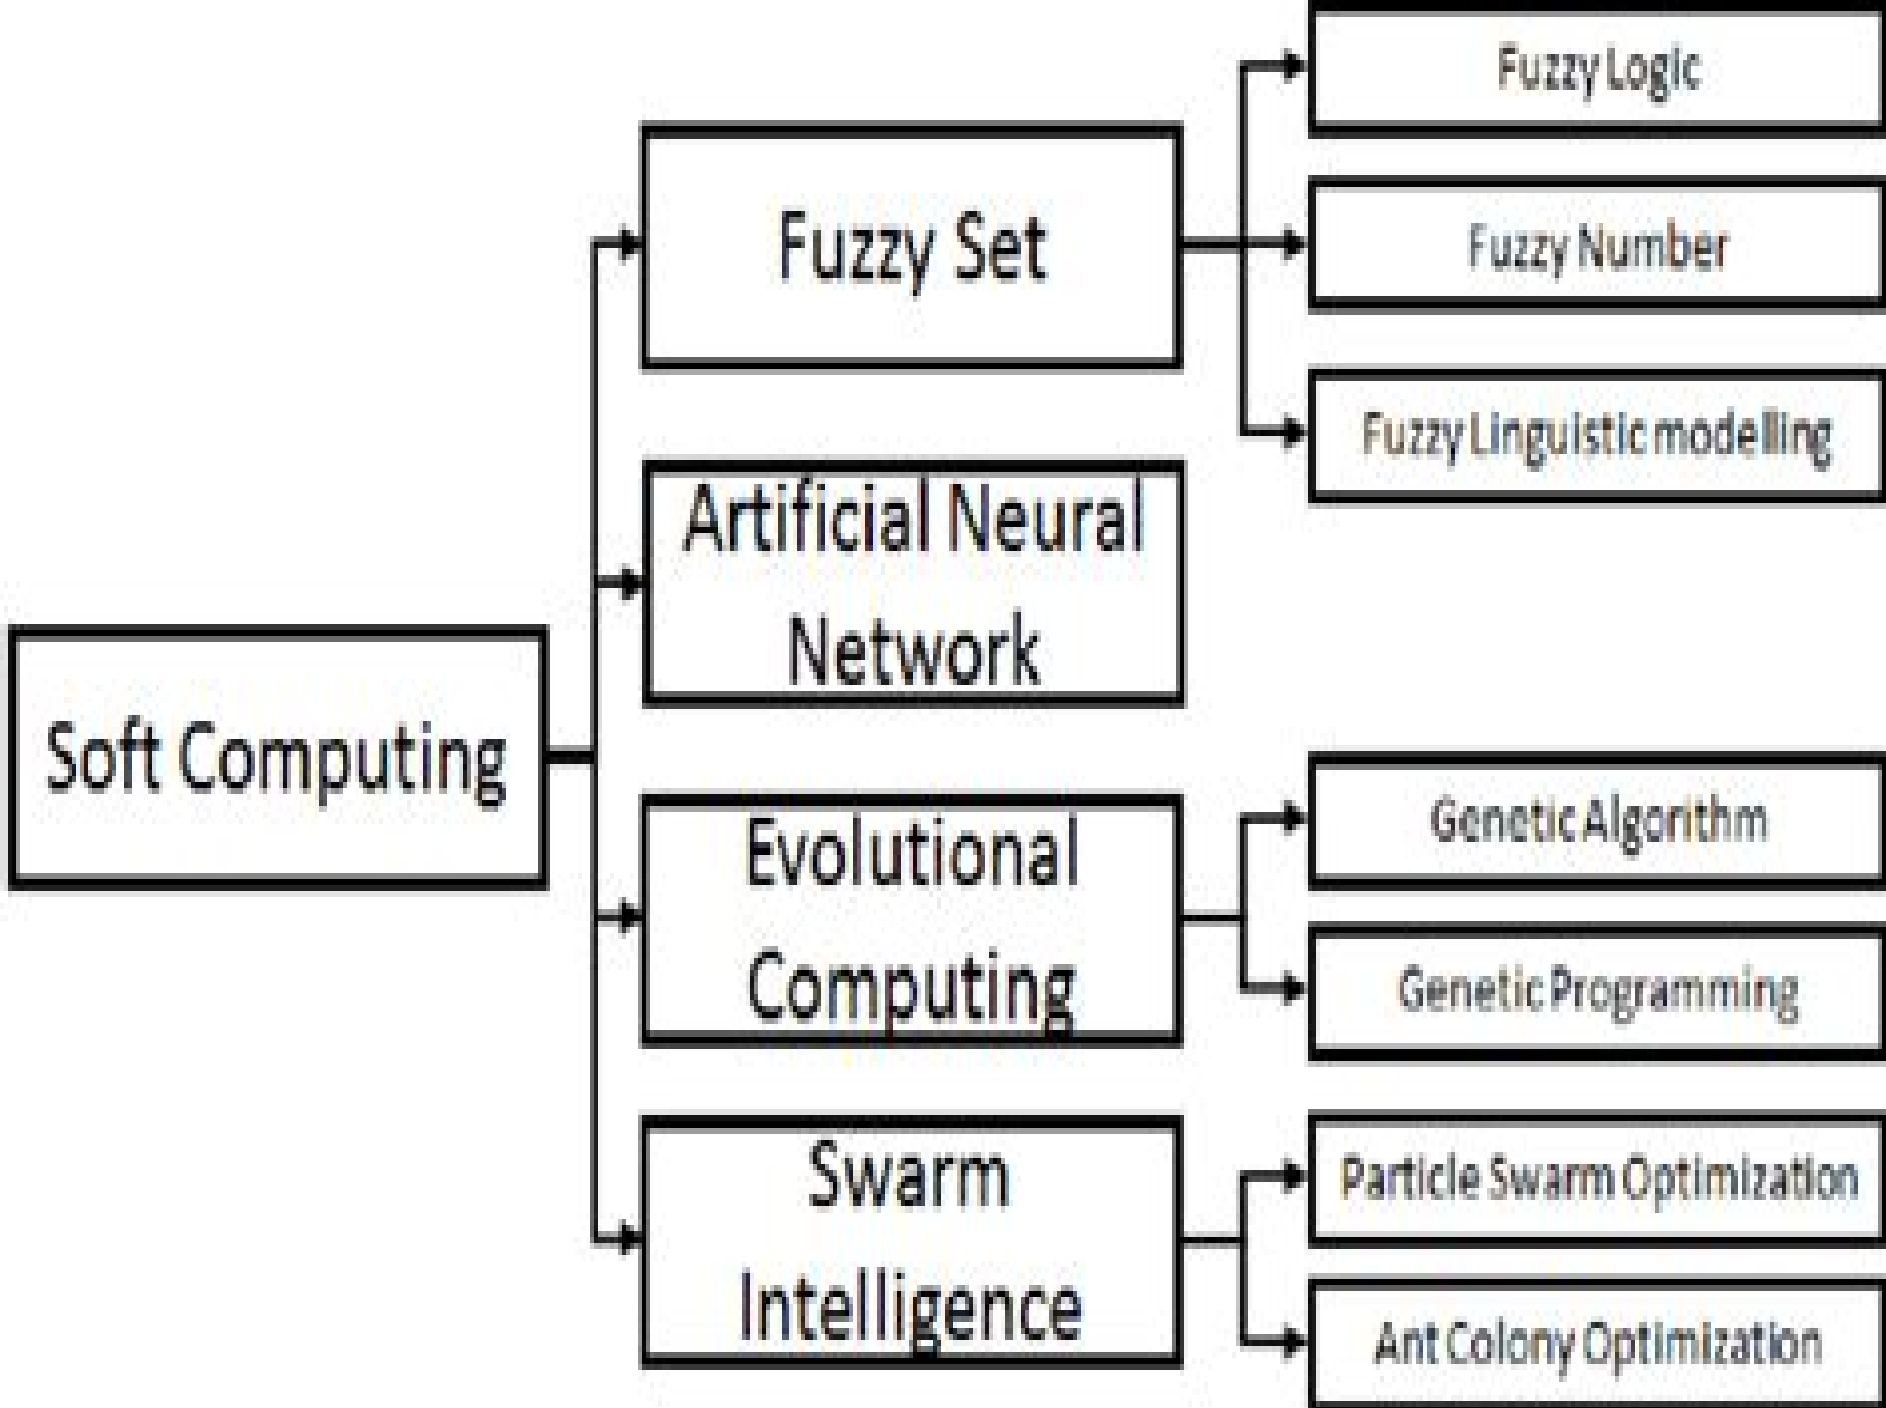 Soft Computing
Fuzzy Set
Artificial Neural
Network
Evolutional
Computing
Swarm
Intelligence
Fuzzy Logic
Fuzzy Number
Fuzzy Linguistic modelling
Genetic Algorithm
Genetic Programming
Particle Swarm Optimization
Ant Colony Optimization